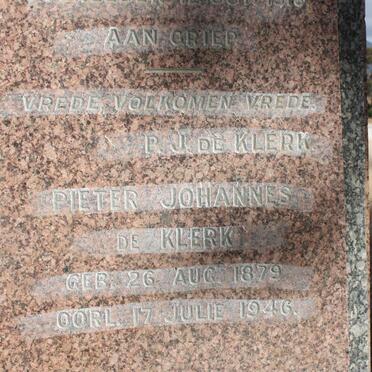 AAN GRIEP
VREDE, VOLKOMEN VREDE.
P. J. DE KLERK
PIETER JOHANNES
DE KLERK
GEB. 26 AUG. 1879
OORL. 17 JULIE 1946.